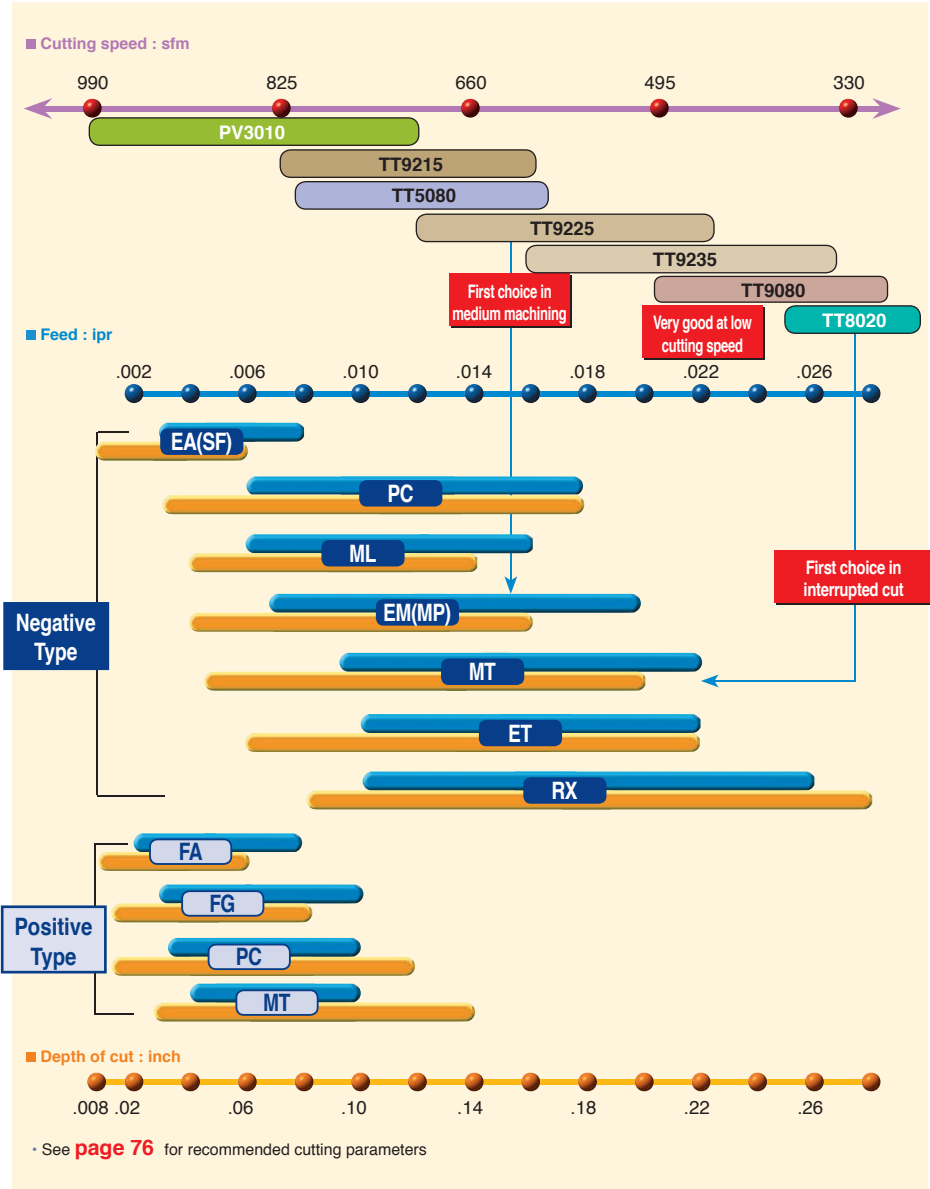 ■ Cutting speed : sfm
990 825 660 495 330
PV3010
TT9215
TT5080
TT9225
TT9235
TT9080
TT8020
First choice in
medium machining
Very good at low
cutting speed
■ Feed : ipr
.002 .006 .010 .014 .018 .022 .026
EA(SF)
PC
ML
EM(MP)
MT
ET
RX
First choice in
interrupted cut
Negative
Type
FA
FG
PC
MT
Positive
Type
■ Depth of cut : inch
.008 .02 .06 .10 .14 .18 .22 .26
• See page 76 for recommended cutting parameters